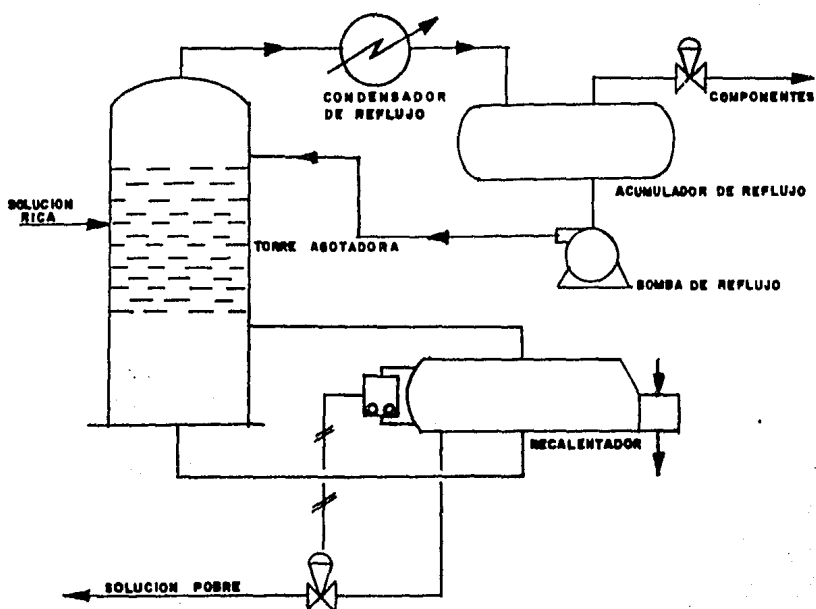 CONDENSADOR
DE REFLUJO
COMPONENTES
ACUMULADOR DE REFLUJO
SOLUCION
RICA
TORRE AGOTADORA
BOMBA DE REFLUJO
RECALENTADOR
SOLUCION POBRE